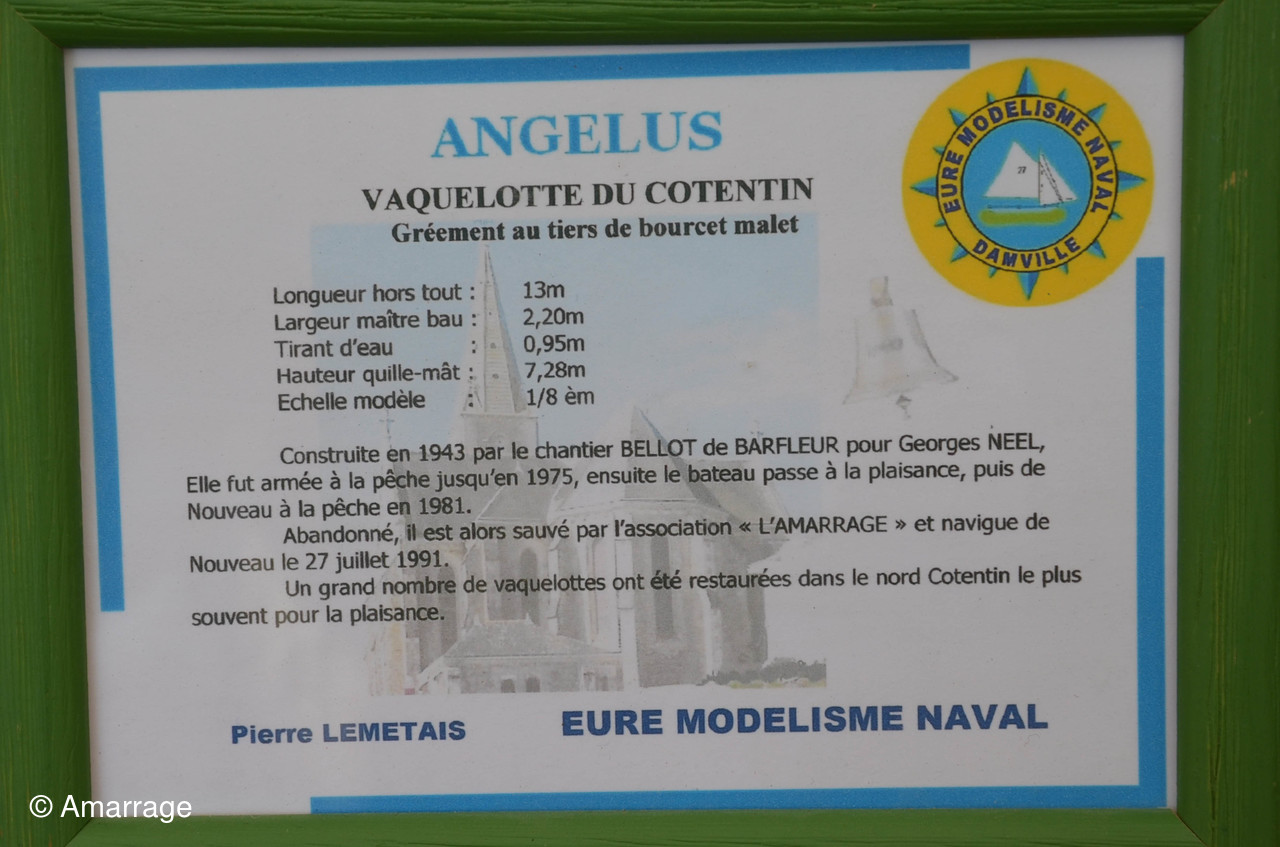 ANGELUS
EURE MODELISME NAVAL
27
DAMVILLE
VAQUELOTTE DU COTENTIN
Gréement au tiers de bourcet malet
Longueur hors tout : 13m
Largeur maître bau : 2,20m
Tirant d'eau : 0,95m
Hauteur quille-mât : 7,28m
Echelle modèle : 1/8 èm
Construite en 1943 par le chantier BELLOT de BARFLEUR pour Georges NEEL,
Elle fut armée à la pêche jusqu'en 1975, ensuite le bateau passe à la plaisance, puis de
Nouveau à la pêche en 1981.
Abandonné, il est alors sauvé par l'association « L'AMARRAGE » et navigue de
Nouveau le 27 juillet 1991.
Un grand nombre de vaquelottes ont été restaurées dans le nord Cotentin le plus
souvent pour la plaisance.
Pierre LEMETAIS EURE MODELISME NAVAL
© Amarrage